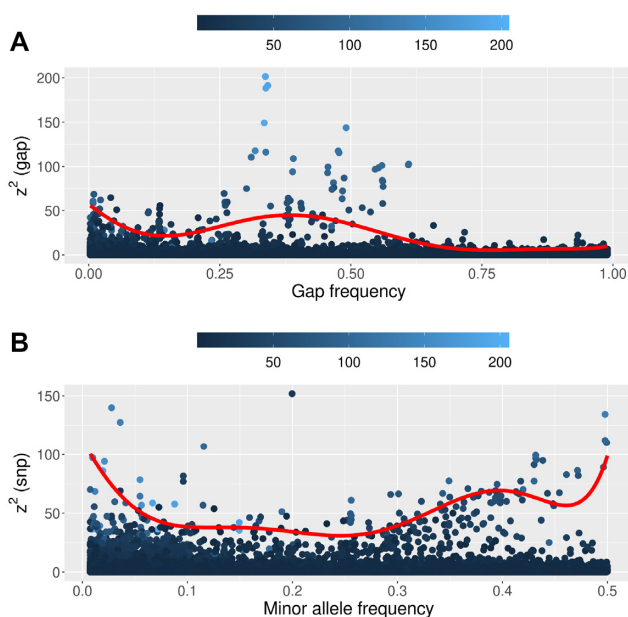 50 100 150 200
A
200
150
100
50
0
z² (gap)
0.00 0.25 0.50 0.75 1.00
Gap frequency
50 100 150 200
B
150
100
50
0
z² (snp)
0.0 0.1 0.2 0.3 0.4 0.5
Minor allele frequency